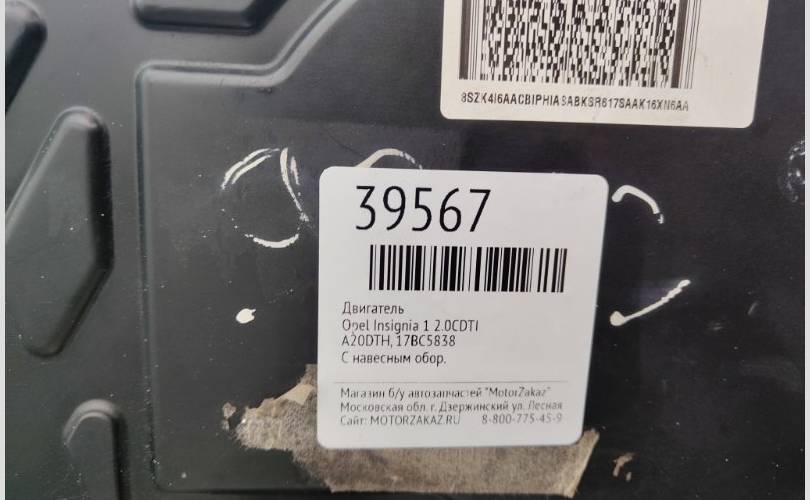 8SZK4I6AACBIPHIA9ABKSR617SAAK16XN6AA
39567
Двигатель
Opel Insignia 1 2.0CDTI
A20DTH, 17BC5838
С навесным обор.
Магазин б/у автозапчастей "MotorZakaz"
Московская обл. г. Дзержинский ул. Лесная
Сайт: MOTORZAKAZ.RU 8-800-775-45-9